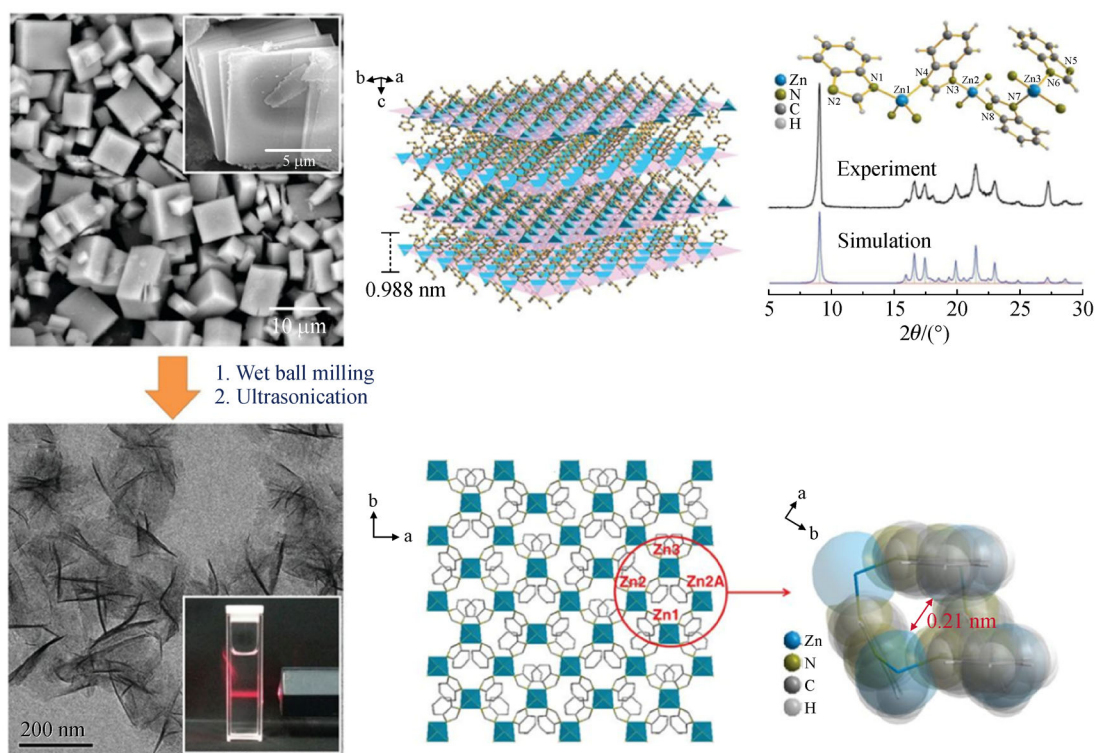 5 μm
10 μm
b a
c
0.988 nm
Zn
N
C
H
N1
N2
Zn1
N4
N3
Zn2
N8
N7
Zn3
N6
N5
Experiment
Simulation
5 10 15 20 25 30
2θ/(°)
1. Wet ball milling
2. Ultrasonication
200 nm
b
a
Zn3
Zn2 Zn2A
Zn1
a
b
0.21 nm
Zn
N
C
H